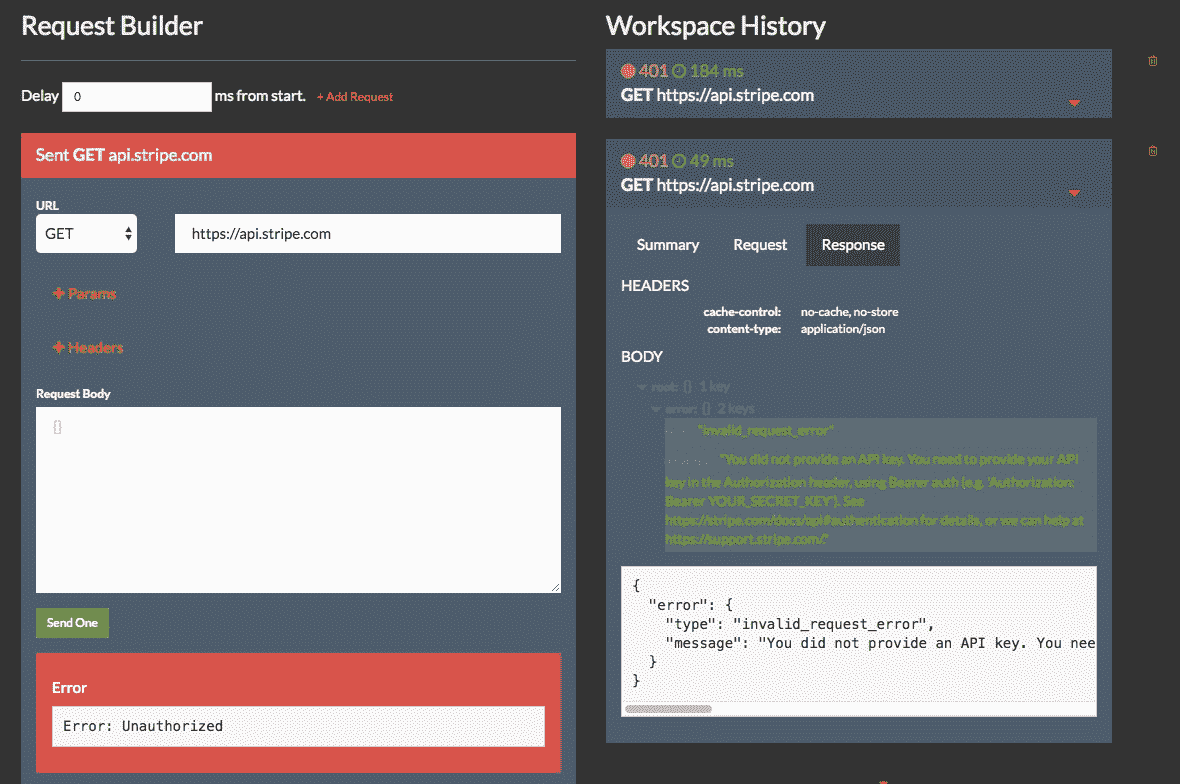 Request Builder
Delay 0 ms from start. + Add Request
Sent GET api.stripe.com
URL
GET https://api.stripe.com
+ Params
+ Headers
Request Body
{}
Send One
Error
Error: Unauthorized
Workspace History
401 184 ms
GET https://api.stripe.com
401 49 ms
GET https://api.stripe.com
Summary Request Response
HEADERS
cache-control: no-cache, no-store
content-type: application/json
BODY
root: {} 1 key
error: {} 2 keys
"invalid_request_error"
"You did not provide an API key. You need to provide your API
key in the Authorization header, using Bearer auth (e.g. 'Authorization:
Bearer YOUR_SECRET_KEY'). See
https://stripe.com/docs/api#authentication for details, or we can help at
https://support.stripe.com/."
{
"error": {
"type": "invalid_request_error",
"message": "You did not provide an API key. You nee
}
}